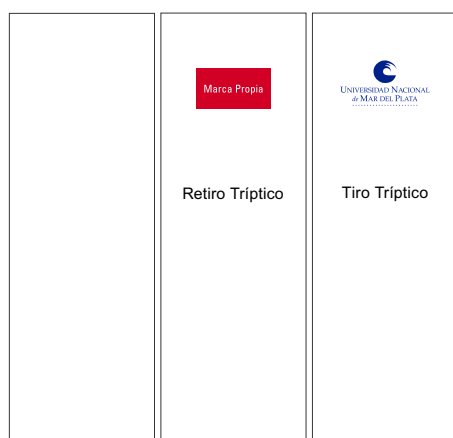 Marca Propia
Retiro Tríptico
UNIVERSIDAD NACIONAL
de MAR DEL PLATA
Tiro Tríptico